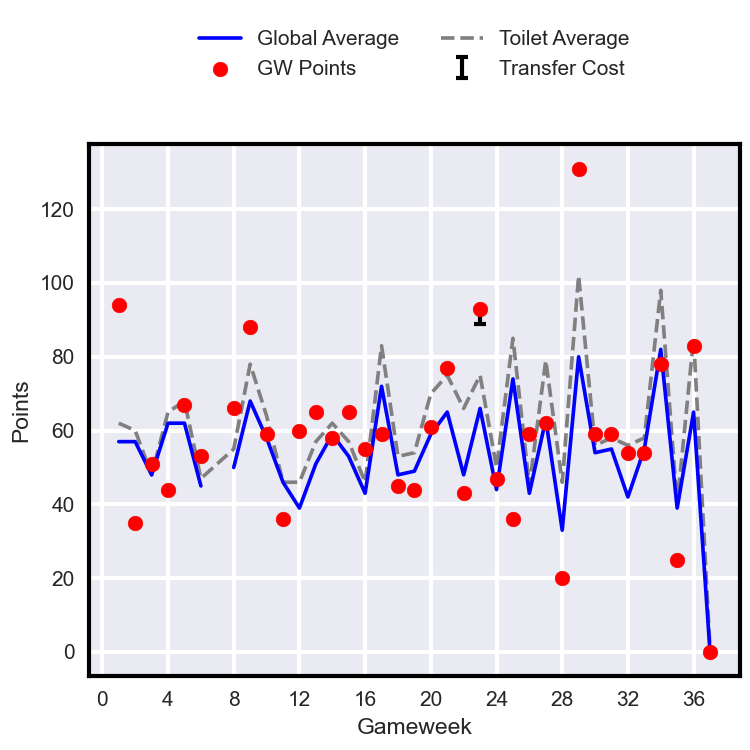 Global Average
Toilet Average
GW Points
Transfer Cost
120
100
80
60
40
20
0
Points
0 4 8 12 16 20 24 28 32 36
Gameweek